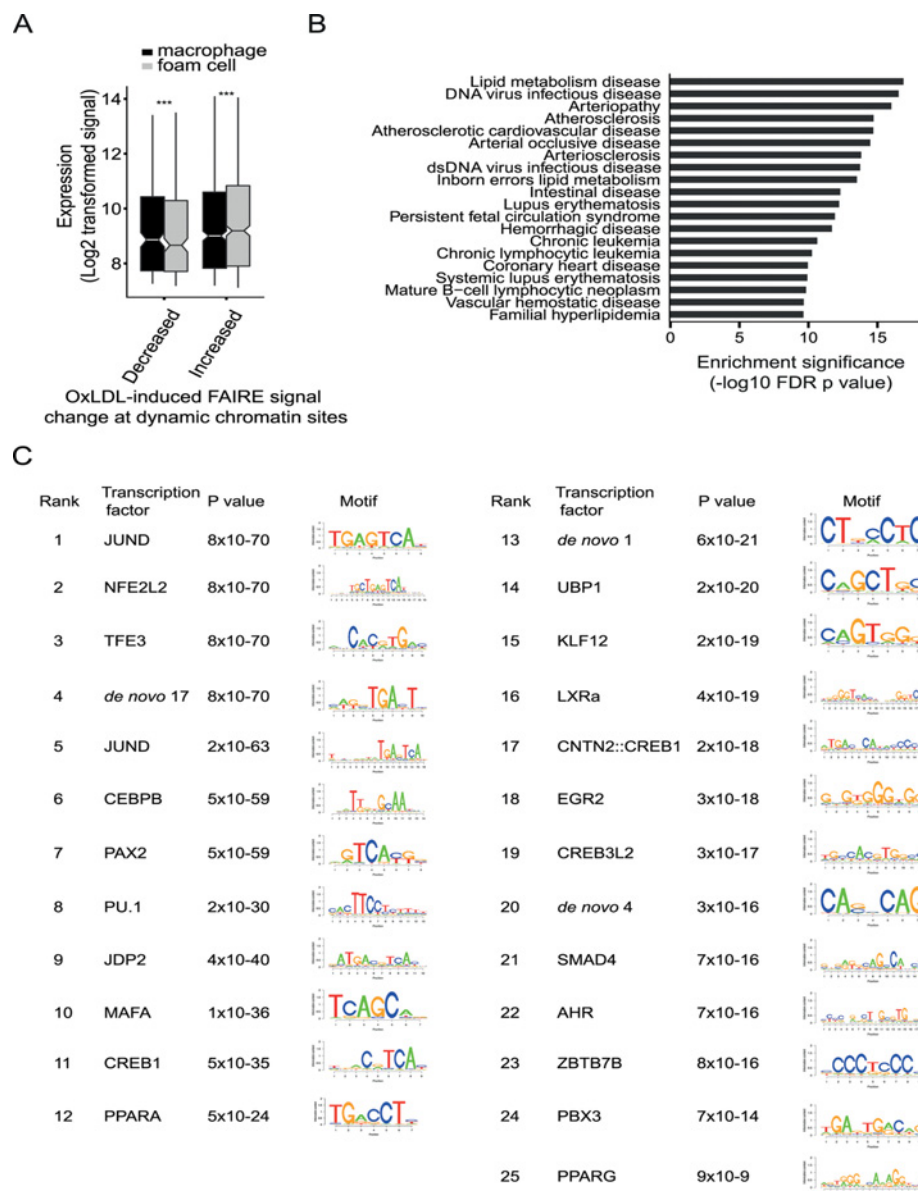 A
macrophage
foam cell
Expression
(Log2 transformed signal)
14
12
10
8
***
***
Decreased
Increased
OxLDL-induced FAIRE signal
change at dynamic chromatin sites
B
Lipid metabolism disease
DNA virus infectious disease
Arteriopathy
Atherosclerosis
Atherosclerotic cardiovascular disease
Arterial occlusive disease
Arteriosclerosis
dsDNA virus infectious disease
Inborn errors lipid metabolism
Intestinal disease
Lupus erythematosis
Persistent fetal circulation syndrome
Hemorrhagic disease
Chronic leukemia
Chronic lymphocytic leukemia
Coronary heart disease
Systemic lupus erythematosis
Mature B−cell lymphocytic neoplasm
Vascular hemostatic disease
Familial hyperlipidemia
0 5 10 15
Enrichment significance
(-log10 FDR p value)
C
Rank Transcription factor P value Motif
1 JUND 8x10-70 TGAGTCA
2 NFE2L2 8x10-70
3 TFE3 8x10-70
4 de novo 17 8x10-70
5 JUND 2x10-63
6 CEBPB 5x10-59
7 PAX2 5x10-59
8 PU.1 2x10-30
9 JDP2 4x10-40
10 MAFA 1x10-36
11 CREB1 5x10-35
12 PPARA 5x10-24
Rank Transcription factor P value Motif
13 de novo 1 6x10-21
14 UBP1 2x10-20
15 KLF12 2x10-19
16 LXRa 4x10-19
17 CNTN2::CREB1 2x10-18
18 EGR2 3x10-18
19 CREB3L2 3x10-17
20 de novo 4 3x10-16
21 SMAD4 7x10-16
22 AHR 7x10-16
23 ZBTB7B 8x10-16
24 PBX3 7x10-14
25 PPARG 9x10-9